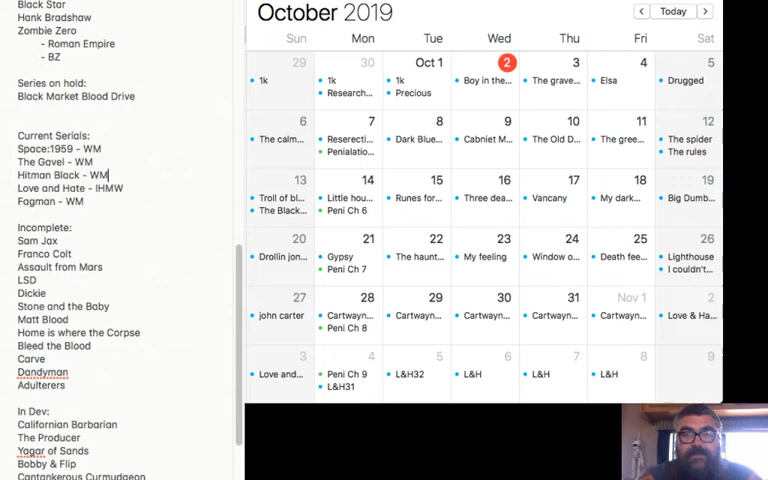 Black Star
Hank Bradshaw
Zombie Zero
- Roman Empire
- BZ
Series on hold:
Black Market Blood Drive
Current Serials:
Space:1959 - WM
The Gavel - WM
Hitman Black - WM
Love and Hate - IHMW
Fagman - WM
Incomplete:
Sam Jax
Franco Colt
Assault from Mars
LSD
Dickie
Stone and the Baby
Matt Blood
Home is where the Corpse
Bleed the Blood
Carve
Dandyman
Adulterers
In Dev:
Californian Barbarian
The Producer
Yagar of Sands
Bobby & Flip
Cantankerous Curmudgeon
October 2019
Today
Sun Mon Tue Wed Thu Fri Sat
29 30 Oct 1 2 3 4 5
1k 1k 1k Boy in the... The grave... Elsa Drugged
Research... Precious
6 7 8 9 10 11 12
The calm... Reserecti... Dark Blue... Cabniet M... The Old D... The gree... The spider
Penialatio... The rules
13 14 15 16 17 18 19
Troll of bl... Little hou... Runes for... Three dea... Vancany My dark... Big Dumb...
The Black... Peni Ch 6
20 21 22 23 24 25 26
Drollin jon... Gypsy The haunt... My feeling Window o... Death fee... Lighthouse
Peni Ch 7 I couldn't...
27 28 29 30 31 Nov 1 2
john carter Cartwayn... Cartwayn... Cartwayn... Cartwayn... Cartwayn... Love & Ha...
Peni Ch 8
3 4 5 6 7 8 9
Love and... Peni Ch 9 L&H32 L&H L&H L&H
L&H31